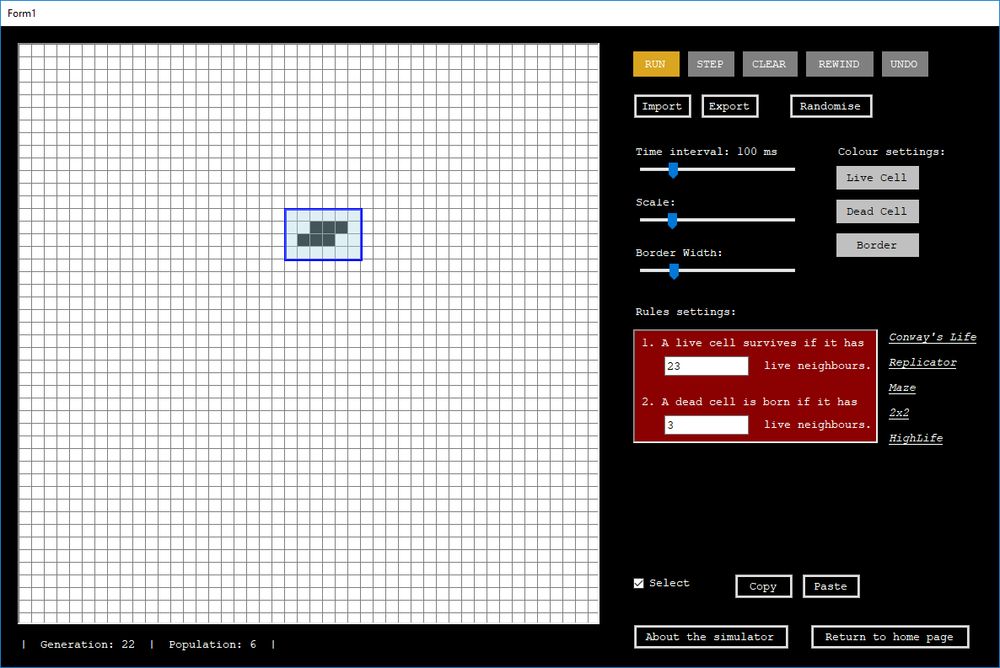 Form1
RUN STEP CLEAR REWIND UNDO
Import Export Randomise
Time interval: 100 ms
Colour settings:
Live Cell
Scale:
Dead Cell
Border
Border Width:
Rules settings:
1. A live cell survives if it has
23 live neighbours.
2. A dead cell is born if it has
3 live neighbours.
Conway's Life
Replicator
Maze
2x2
HighLife
Select Copy Paste
About the simulator Return to home page
| Generation: 22 | Population: 6 |